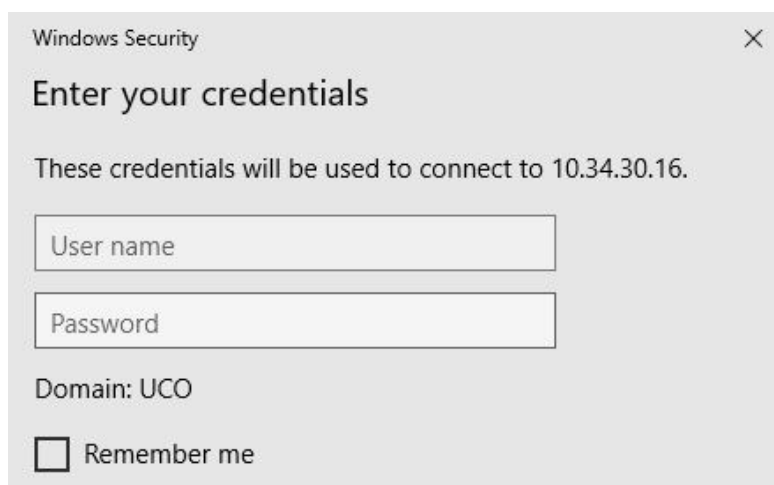 Windows Security
Enter your credentials
These credentials will be used to connect to 10.34.30.16.
User name
Password
Domain: UCO
Remember me